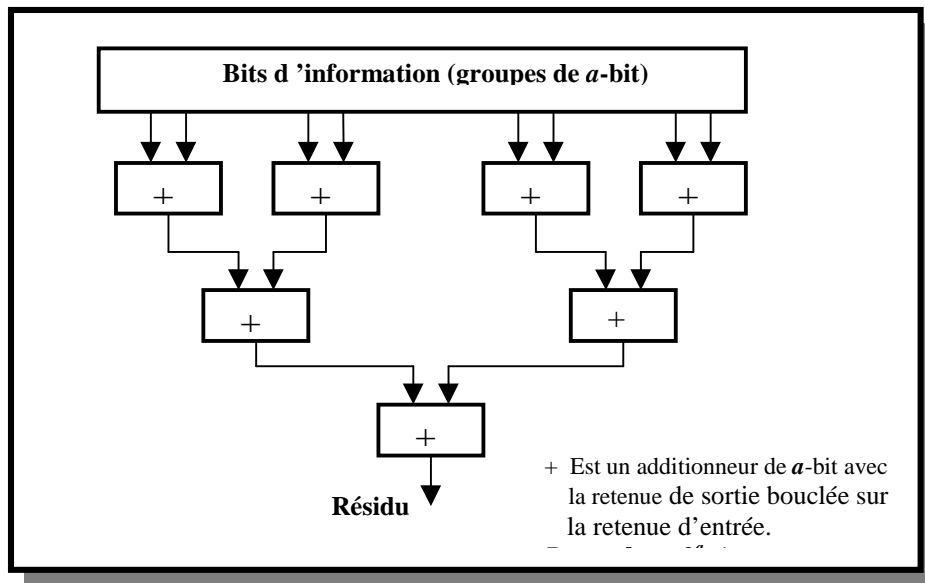 Bits d ’information (groupes de a-bit)
+ + + +
+ +
+
+ Est un additionneur de a-bit avec
la retenue de sortie bouclée sur
Résidu
la retenue d’entrée.